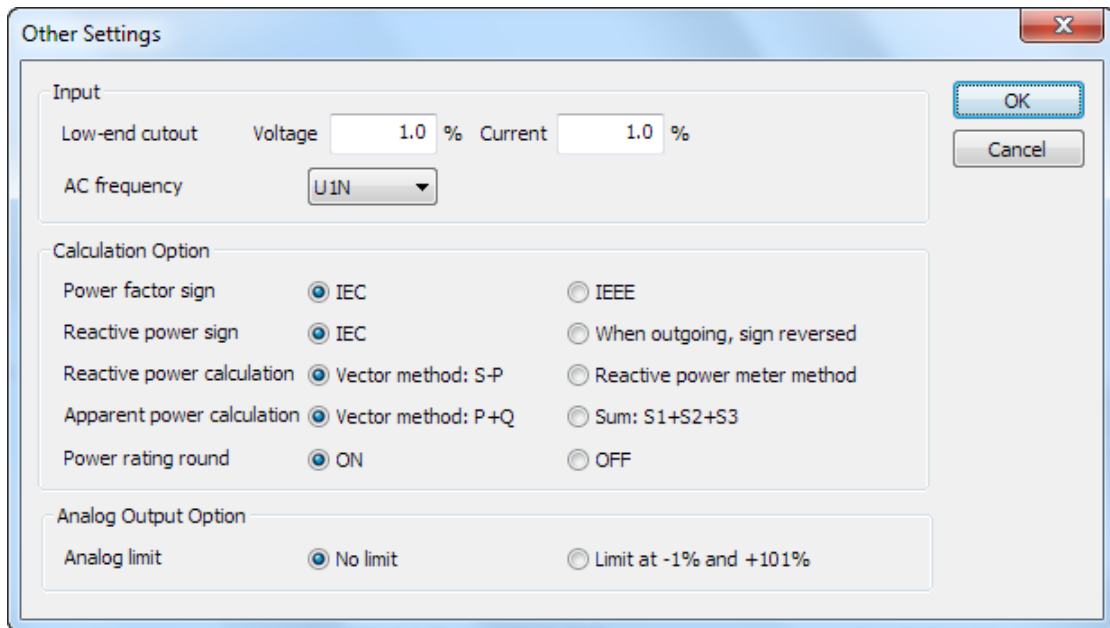 Other Settings
Input
Low-end cutout Voltage 1.0 % Current 1.0 %
AC frequency U1N
OK
Cancel
Calculation Option
Power factor sign IEC IEEE
Reactive power sign IEC When outgoing, sign reversed
Reactive power calculation Vector method: S-P Reactive power meter method
Apparent power calculation Vector method: P+Q Sum: S1+S2+S3
Power rating round ON OFF
Analog Output Option
Analog limit No limit Limit at -1% and +101%